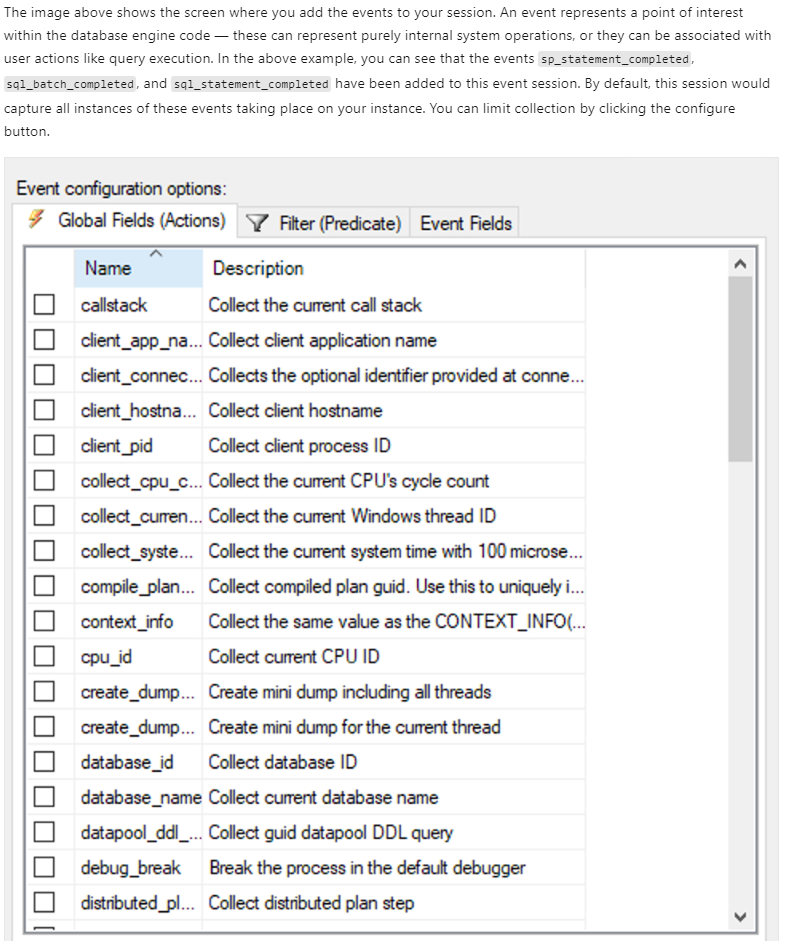 The image above shows the screen where you add the events to your session. An event represents a point of interest
within the database engine code — these can represent purely internal system operations, or they can be associated with
user actions like query execution. In the above example, you can see that the events sp_statement_completed,
sql_batch_completed, and sql_statement_completed have been added to this event session. By default, this session would
capture all instances of these events taking place on your instance. You can limit collection by clicking the configure
button.
Event configuration options:
Global Fields (Actions) Filter (Predicate) Event Fields
Name Description
callstack Collect the current call stack
client_app_na... Collect client application name
client_connec... Collects the optional identifier provided at conne...
client_hostna... Collect client hostname
client_pid Collect client process ID
collect_cpu_c... Collect the current CPU's cycle count
collect_curren... Collect the current Windows thread ID
collect_syste... Collect the current system time with 100 microse...
compile_plan... Collect compiled plan guid. Use this to uniquely i...
context_info Collect the same value as the CONTEXT_INFO(...
cpu_id Collect current CPU ID
create_dump... Create mini dump including all threads
create_dump... Create mini dump for the current thread
database_id Collect database ID
database_name Collect current database name
datapool_ddl_... Collect guid datapool DDL query
debug_break Break the process in the default debugger
distributed_pl... Collect distributed plan step